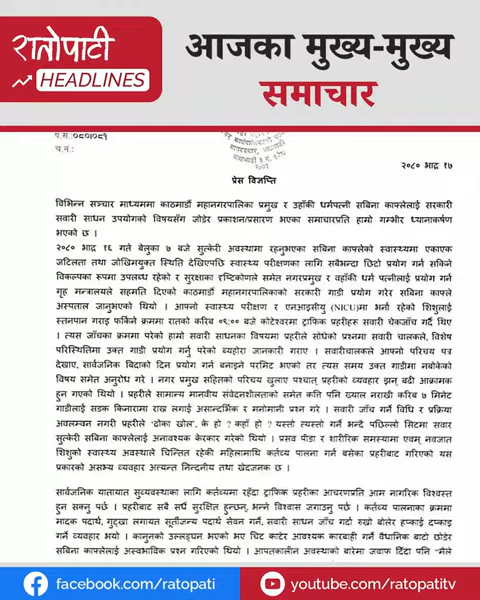 रातोपाटी
HEADLINES
आजका मुख्य-मुख्य
समाचार
प.सं.:०८०/०८१
च.नं.:
२०८० भाद्र १७
प्रेस विज्ञप्ति
विभिन्न सञ्चार माध्यममा काठमाडौं महानगरपालिका प्रमुख र उहाँकी धर्मपत्नी सबिना काफ्लेलाई सरकारी
सवारी साधन उपयोगको विषयसँग जोडेर प्रकाशन/प्रसारण भएका समाचारप्रति हामो गम्भीर ध्यानाकर्षण
भएको छ ।
२०८० भाद्र १६ गते बेलुका ७ बजे सुत्केरी अवस्थामा रहनुभएका सबिना काफ्लेको स्वास्थ्यमा एकाएक
जटिलता तथा जोखिमयुक्त स्थिति देखिएपछि स्वास्थ्य परीक्षणका लागि सबैभन्दा छिटो प्रयोग गर्न सकिने
विकल्पका रूपमा उपलब्ध रहेको र सुरक्षाका दृष्टिकोणले समेत नगरप्रमुख र वहाँकी धर्म पत्नीलाई प्रयोग गर्न
गृह मन्त्रालयले सहमति दिएको काठमाडौं महानगरपालिकाको सरकारी गाडी प्रयोग गरेर सबिना काफ्ले
अस्पताल जानुभएको थियो । आफ्नो स्वास्थ्य परीक्षण र एनआइसीयु (NICU)मा भर्ना रहेको शिशुलाई
स्तनपान गराइ फर्किने क्रममा रातको करिब ०९:०० बजे कोटेश्वरमा ट्राफिक प्रहरीहरू सवारी चेकजाँच गर्दै थिए
। त्यस जाँचका क्रममा परेको हामो सवारी साधनका विषयमा प्रहरीले सोधेको प्रश्नमा सवारी चालकले, विशेष
परिस्थितिमा उक्त गाडी प्रयोग गर्नु परेको ब्यहोरा जानकारी गराए । सवारीचालकले आफ्नो परिचय पत्र
देखाए, सार्वजनिक बिदाको दिन प्रयोग गर्न बनाइने परमिट भएको तर त्यस समय उक्त गाडीमा नबोकेको
विषय समेत अनुरोध गरे । नगर प्रमुख सहितको परिचय खुलाए पश्चात् प्रहरीको व्यवहार झन् बढी आक्रामक
हुन गएको थियो । प्रहरीले सामान्य मानवीय संवेदनशीलताको समेत कत्ति पनि ख्याल नराखी करिब ७ मिनेट
गाडीलाई सडक किनारामा राख्न लगाई असान्दर्भिक र मनोमानी प्रश्न गरे । सवारी जाँच गर्ने विधि र प्रक्रिया
अवलम्बन नगरी प्रहरीले 'ढोका खोल', के हो ? कहाँ हो ? यस्तो त्यस्तो गर्ने भन्दै पछिल्लो सिटमा सवार
सुत्केरी सबिना काफ्लेलाई अनावश्यक केरकार गरेको थियो । प्रसव पीडा र शारीरिक समस्यामा एवम् नवजात
शिशुको स्वास्थ्य अवस्थाले चिन्तित रहेकी महिलामाथि कर्तव्य पालना गर्न बसेका प्रहरीबाट गरिएको यस
प्रकारको असभ्य व्यवहार अत्यन्त निन्दनीय तथा खेदजनक छ ।
सार्वजनिक यातायात सुव्यवस्थाका लागि कर्तव्यमा रहँदा ट्राफिक प्रहरीका आचरणप्रति आम नागरिक विश्वस्त
हुन सक्नु पर्छ । प्रहरीबाट सबै सधैँ सुरक्षित हुन्छन्, भन्ने विश्वास जगाउनु पर्छ । कर्तव्य पालनाका क्रममा
मादक पदार्थ, गुट्खा लगायत सूर्तीजन्य पदार्थ सेवन गर्ने, सवारी जाँच गर्दा रुखो बोलेर हप्काई दप्काइ
गर्ने व्यवहार भयो । कानुनको उल्लङ्घन भएको भए चिट काटेर आवश्यक कारबाही गर्ने वैधानिक बाटो छोडेर
सबिना काफ्लेलाई अस्वभाविक प्रश्न गरिएको थियो । आपतकालीन अवस्थाको बारेमा जवाफ दिंदा पनि "मैले
facebook.com/ratopati
youtube.com/ratopatitv